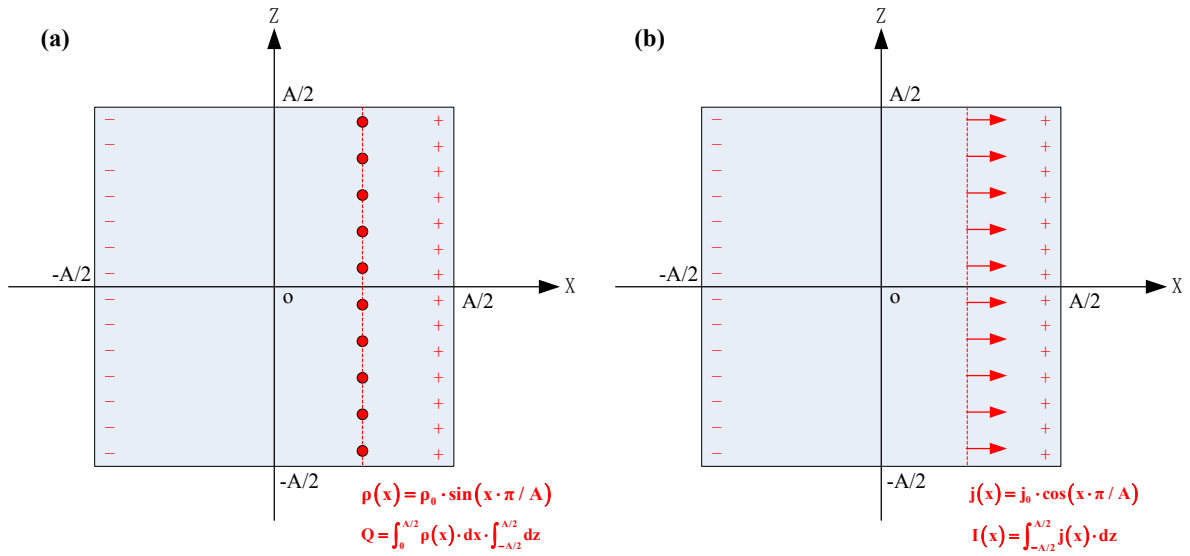 (a)
Z
A/2
-A/2
o
A/2
X
-A/2
ρ(x) = ρ₀ · sin(x · π / A)
Q = ∫₀^{A/2} ρ(x) · dx · ∫_{-A/2}^{A/2} dz
(b)
Z
A/2
-A/2
o
A/2
X
-A/2
j(x) = j₀ · cos(x · π / A)
I(x) = ∫_{-A/2}^{A/2} j(x) · dz